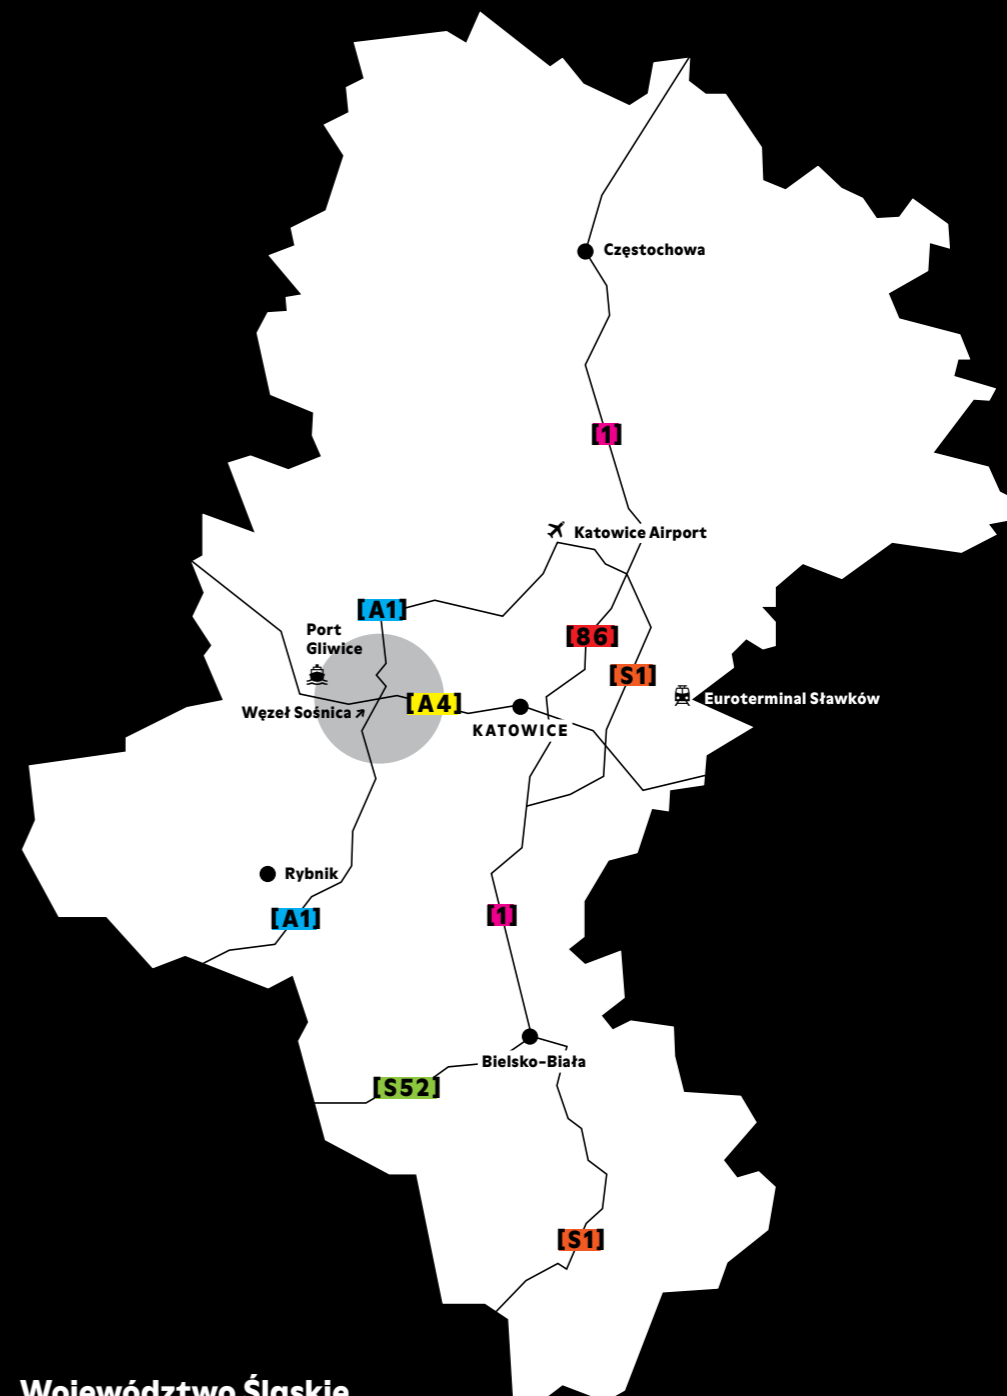 Częstochowa
[1]
Katowice Airport
[A1]
Port
Gliwice
[86]
[S1]
Węzeł Sośnica
[A4]
Euroterminal Sławków
KATOWICE
Rybnik
[A1]
[1]
Bielsko-Biała
[S52]
[S1]
Województwo Śląskie